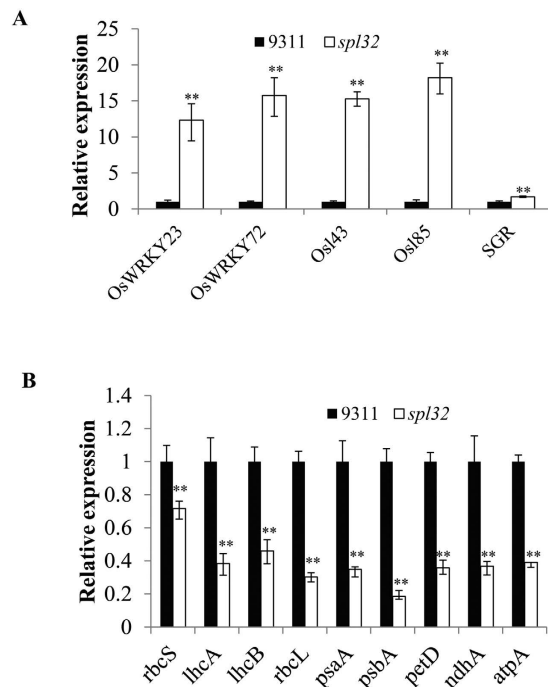 A
Relative expression
9311 spl32
25
20
15
10
5
0
** ** ** ** **
OsWRKY23 OsWRKY72 Osl43 Osl85 SGR
B
Relative expression
9311 spl32
1.4
1.2
1
0.8
0.6
0.4
0.2
0
** ** ** ** ** ** ** ** **
rbcS lhcA lhcB rbcL psaA psbA petD ndhA atpA